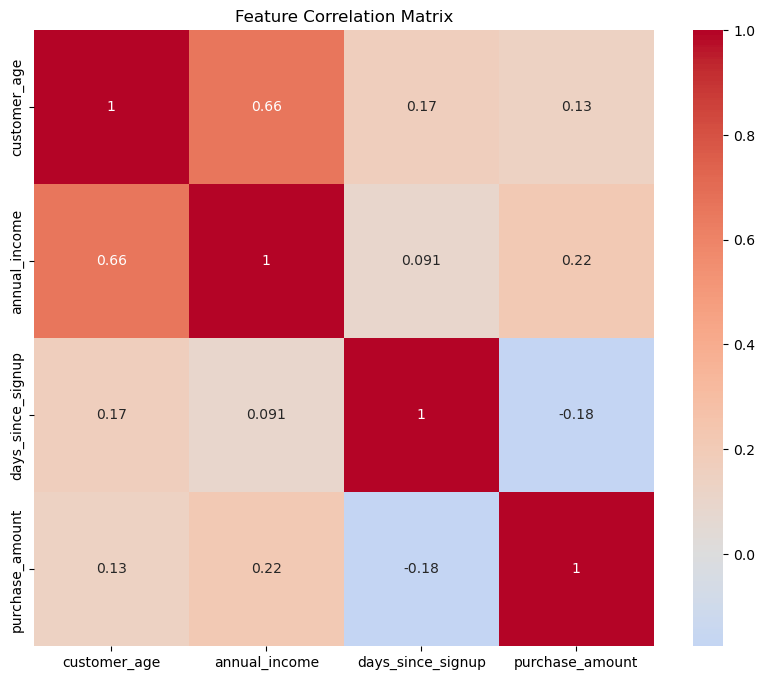 Feature Correlation Matrix
customer_age
1 0.66 0.17 0.13
annual_income
0.66 1 0.091 0.22
days_since_signup
0.17 0.091 1 -0.18
purchase_amount
0.13 0.22 -0.18 1
customer_age annual_income days_since_signup purchase_amount
1.0
0.8
0.6
0.4
0.2
0.0